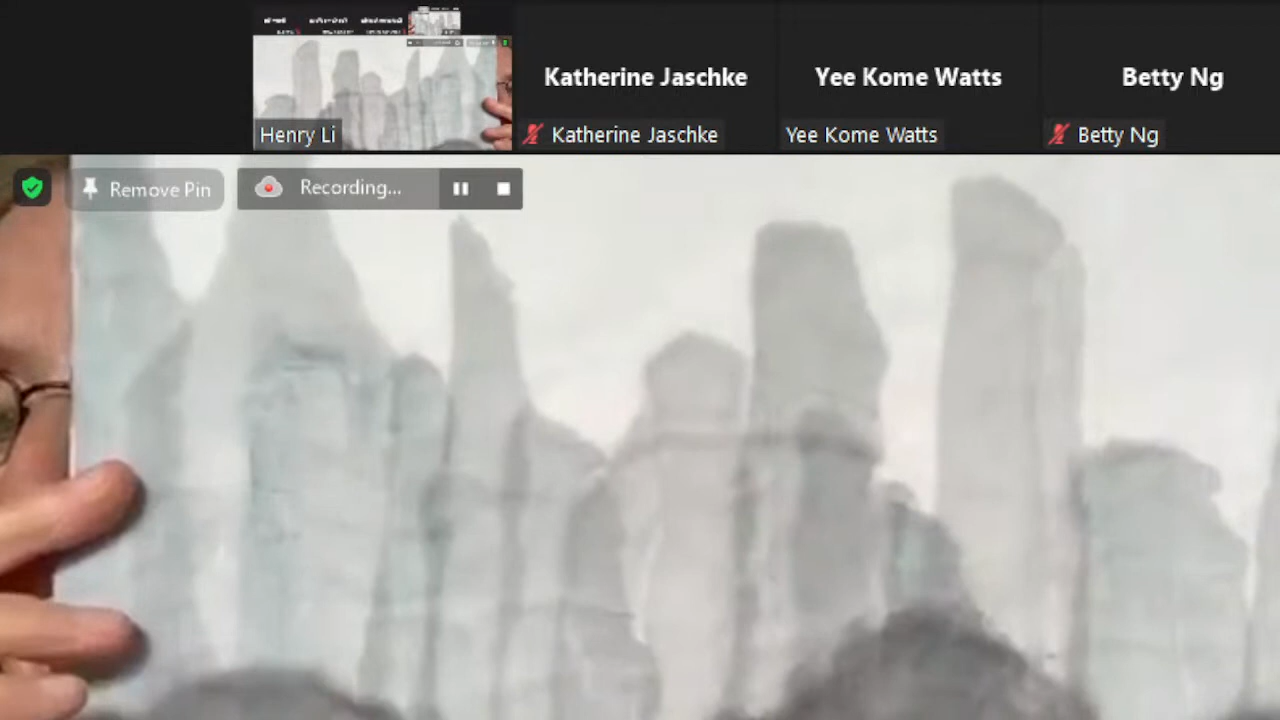 Katherine Jaschke
Yee Kome Watts
Betty Ng
Henry Li
Katherine Jaschke
Yee Kome Watts
Betty Ng
Remove Pin
Recording...